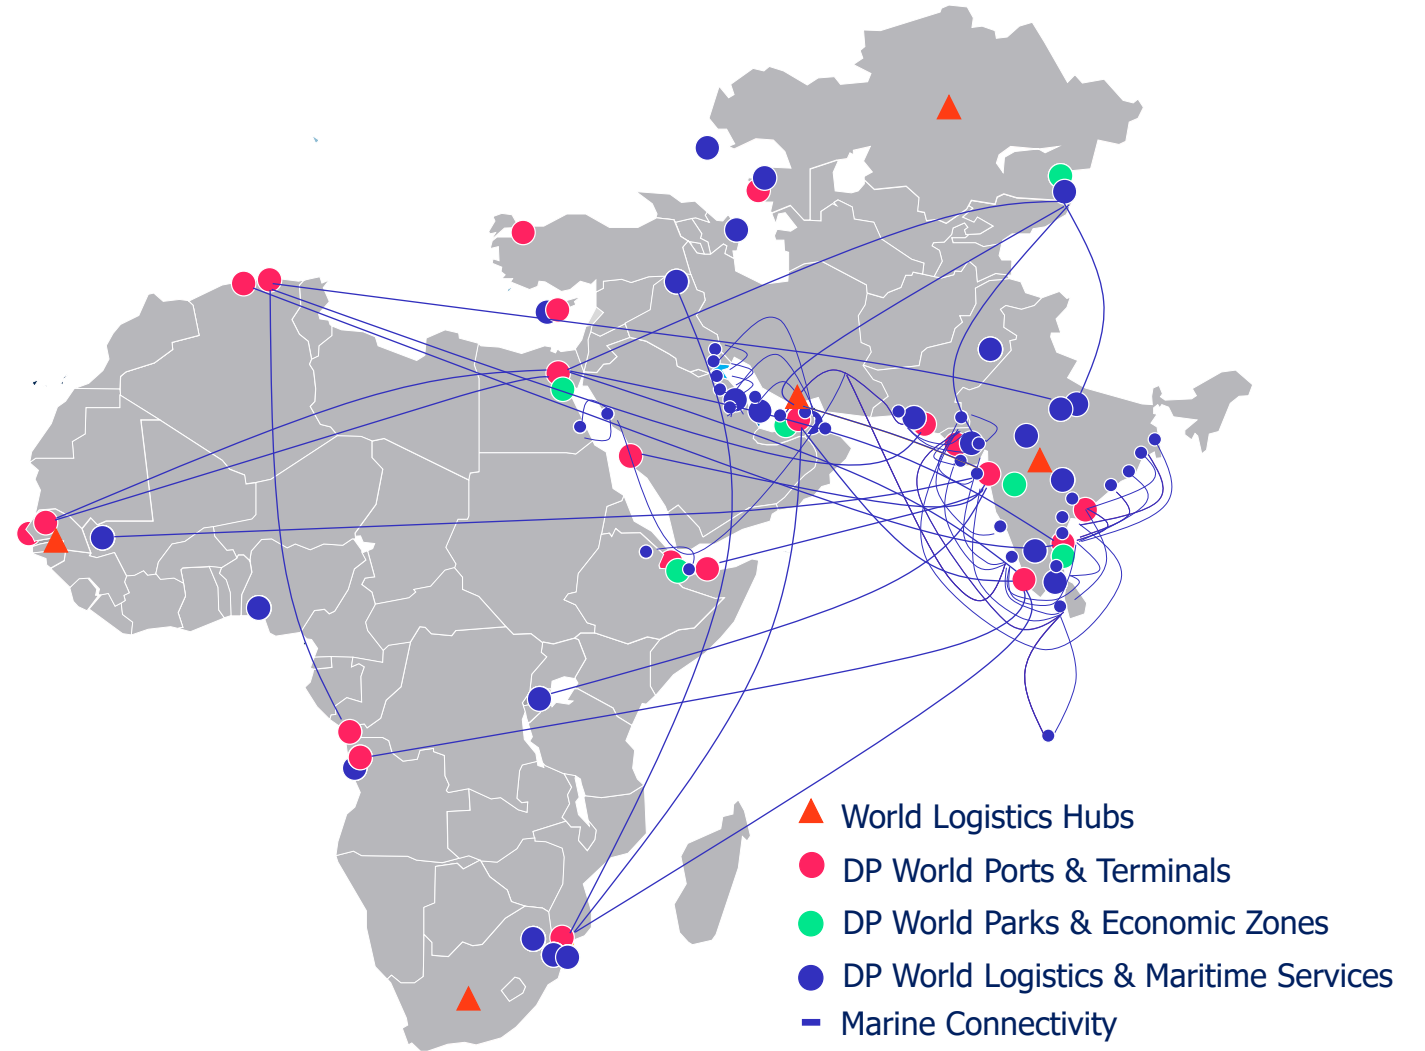 World Logistics Hubs
DP World Ports & Terminals
DP World Parks & Economic Zones
DP World Logistics & Maritime Services
Marine Connectivity